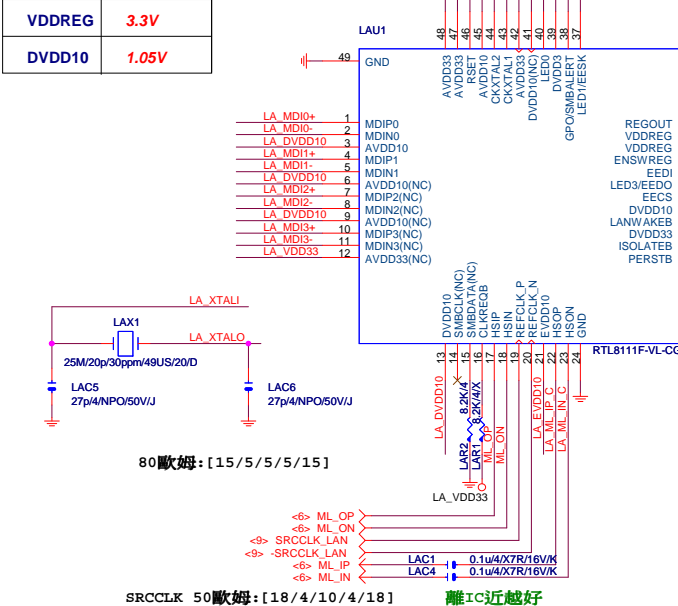 VDDREG 3.3V
DVDD10 1.05V
LAU1
48 47 46 45 44 43 42 41 40 39 38 37
AVDD33 AVDD33 RSET AVDD10 CKXTAL2 CKXTAL1 AVDD33 DVDD10(NC) LED0 DVDD3 GPO/SMBALERT LED1/EESK
49 GND
LA_MDI0+ 1 MDIP0 REGOUT
LA_MDI0- 2 MDIN0 VDDREG
LA_DVDD10 3 AVDD10 VDDREG
LA_MDI1+ 4 MDIP1 ENSWREG
LA_MDI1- 5 MDIN1 EEDI
LA_DVDD10 6 AVDD10(NC) LED3/EEDO
LA_MDI2+ 7 MDIP2(NC) EECS
LA_MDI2- 8 MDIN2(NC) DVDD10
LA_DVDD10 9 AVDD10(NC) LANWAKEB
LA_MDI3+ 10 MDIP3(NC) DVDD33
LA_MDI3- 11 MDIN3(NC) ISOLATEB
LA_VDD33 12 AVDD33(NC) PERSTB
DVDD10 SMBCLK(NC) SMBDATA(NC) CLKREQB HSIP HSIN REFCLK_P REFCLK_N EVDD10 HSOP HSON GND
RTL8111F-VL-CG
13 14 15 16 17 18 19 20 21 22 23 24
LA_XTALI
LAX1
LA_XTALO
25M/20p/30ppm/49US/20/D
LAC5
27p/4/NPO/50V/J
LAC6
27p/4/NPO/50V/J
LA_DVDD10
8.2K/4
8.2K/4/X
LAR2
LAR1
ML_OP
ML_ON
LA_EVDD10
LA_ML_IP_C
LA_ML_IN_C
LA_VDD33
80歐姆:[15/5/5/5/15]
<6> ML_OP
<6> ML_ON
<9> SRCCLK_LAN
<9> -SRCCLK_LAN
<6> ML_IP LAC1 0.1u/4/X7R/16V/K
<6> ML_IN LAC4 0.1u/4/X7R/16V/K
SRCCLK 50歐姆:[18/4/10/4/18] 離IC近越好